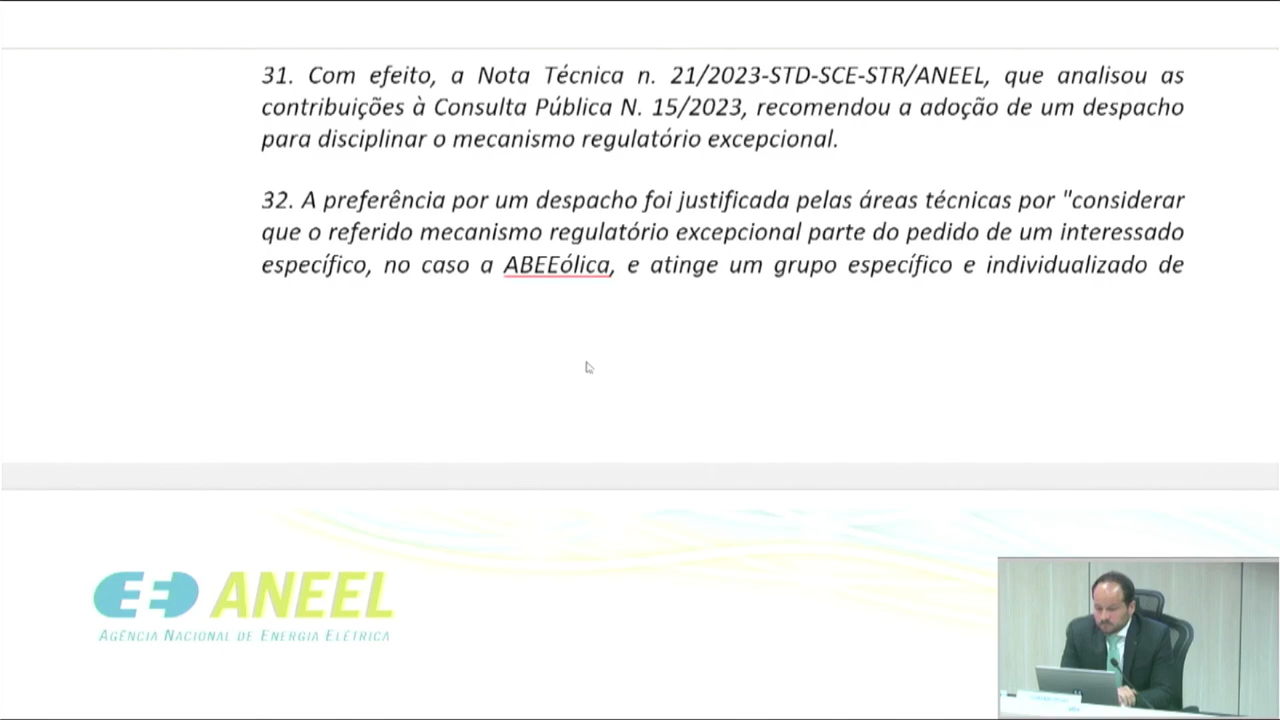 31. Com efeito, a Nota Técnica n. 21/2023-STD-SCE-STR/ANEEL, que analisou as
contribuições à Consulta Pública N. 15/2023, recomendou a adoção de um despacho
para disciplinar o mecanismo regulatório excepcional.
32. A preferência por um despacho foi justificada pelas áreas técnicas por "considerar
que o referido mecanismo regulatório excepcional parte do pedido de um interessado
específico, no caso a ABEEólica, e atinge um grupo específico e individualizado de
ANEEL
AGÊNCIA NACIONAL DE ENERGIA ELÉTRICA